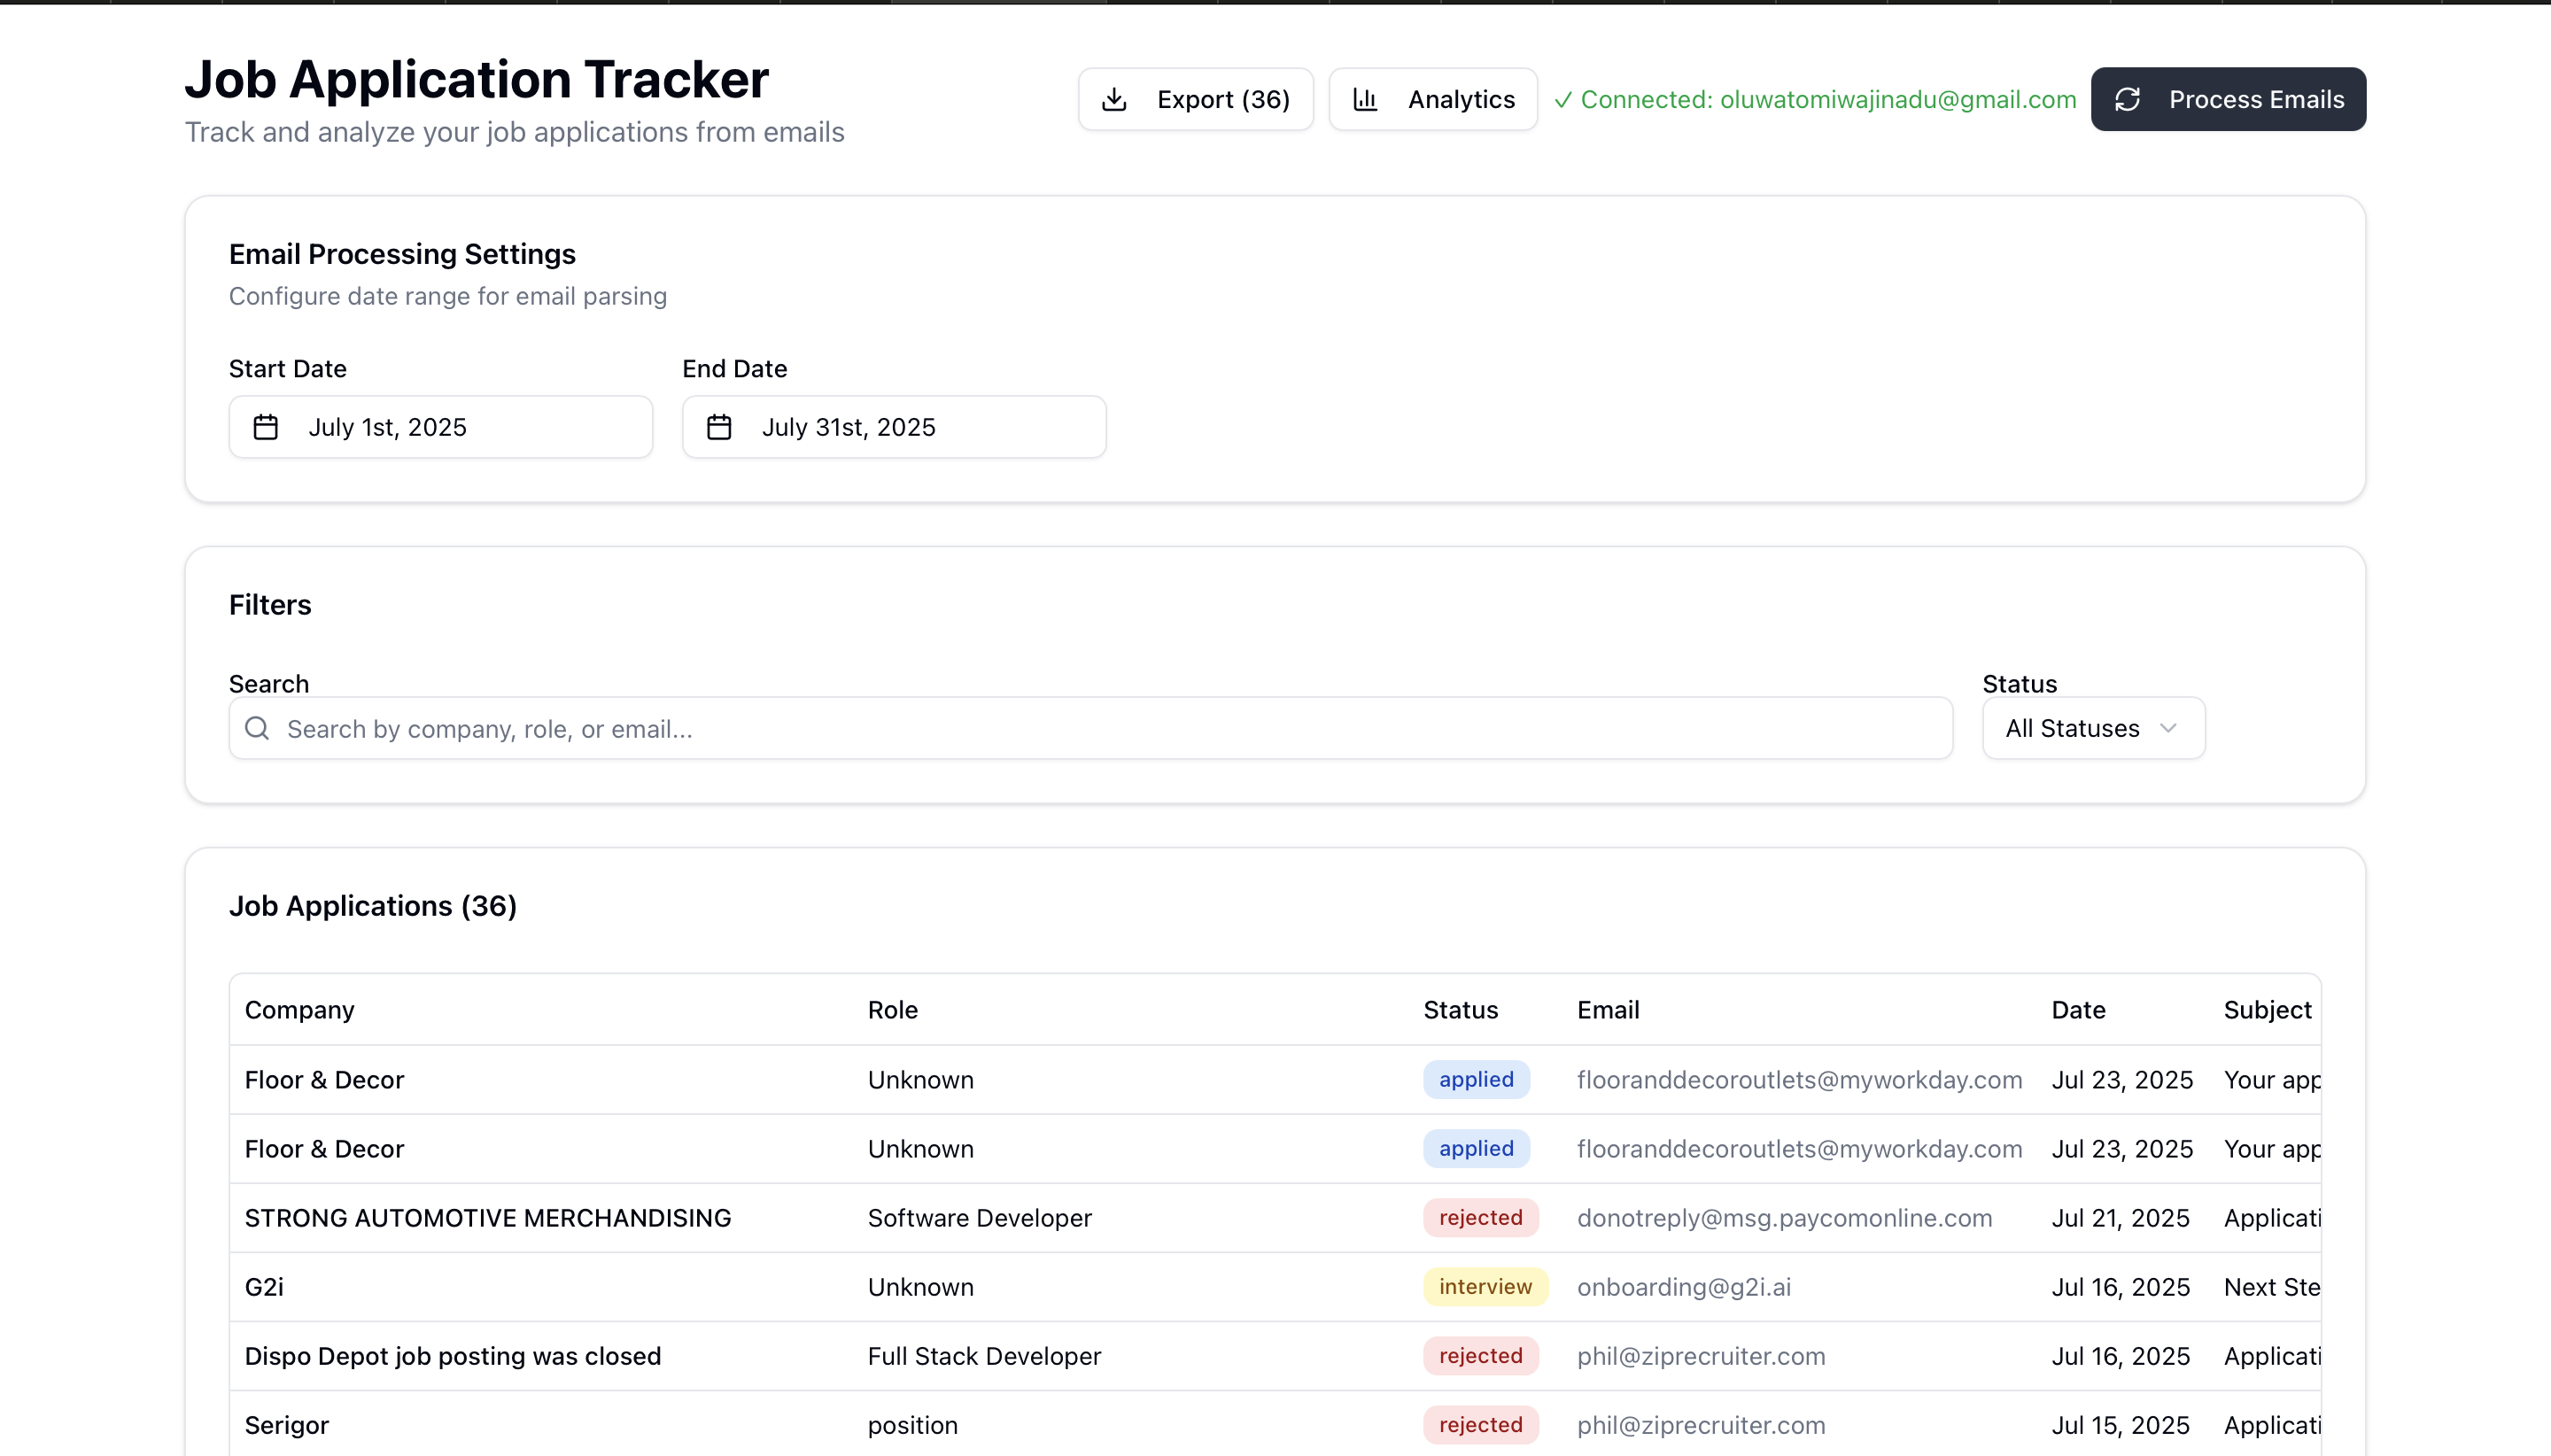 Job Application Tracker
Track and analyze your job applications from emails
Export (36)
Analytics
✓ Connected: oluwatomiwajinadu@gmail.com
Process Emails
Email Processing Settings
Configure date range for email parsing
Start Date
End Date
July 1st, 2025
July 31st, 2025
Filters
Search
Status
Search by company, role, or email...
All Statuses
Job Applications (36)
Company Role Status Email Date Subject
Floor & Decor Unknown applied flooranddecoroutlets@myworkday.com Jul 23, 2025 Your app
Floor & Decor Unknown applied flooranddecoroutlets@myworkday.com Jul 23, 2025 Your app
STRONG AUTOMOTIVE MERCHANDISING Software Developer rejected donotreply@msg.paycomonline.com Jul 21, 2025 Applicati
G2i Unknown interview onboarding@g2i.ai Jul 16, 2025 Next Ste
Dispo Depot job posting was closed Full Stack Developer rejected phil@ziprecruiter.com Jul 16, 2025 Applicati
Serigor position rejected phil@ziprecruiter.com Jul 15, 2025 Applicati